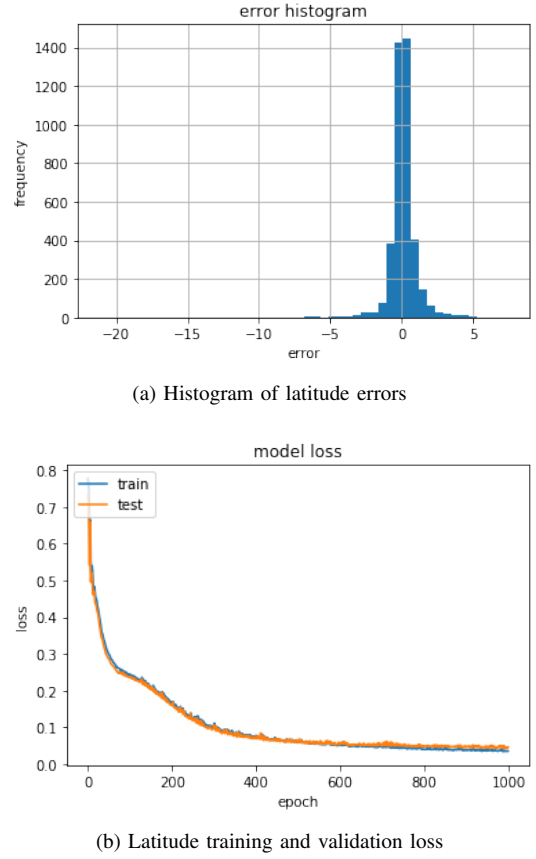 error histogram
1400
1200
1000
800
600
400
200
0
frequency
−20 −15 −10 −5 0 5
error
(a) Histogram of latitude errors
model loss
train
test
0.8
0.7
0.6
0.5
0.4
0.3
0.2
0.1
0.0
loss
0 200 400 600 800 1000
epoch
(b) Latitude training and validation loss